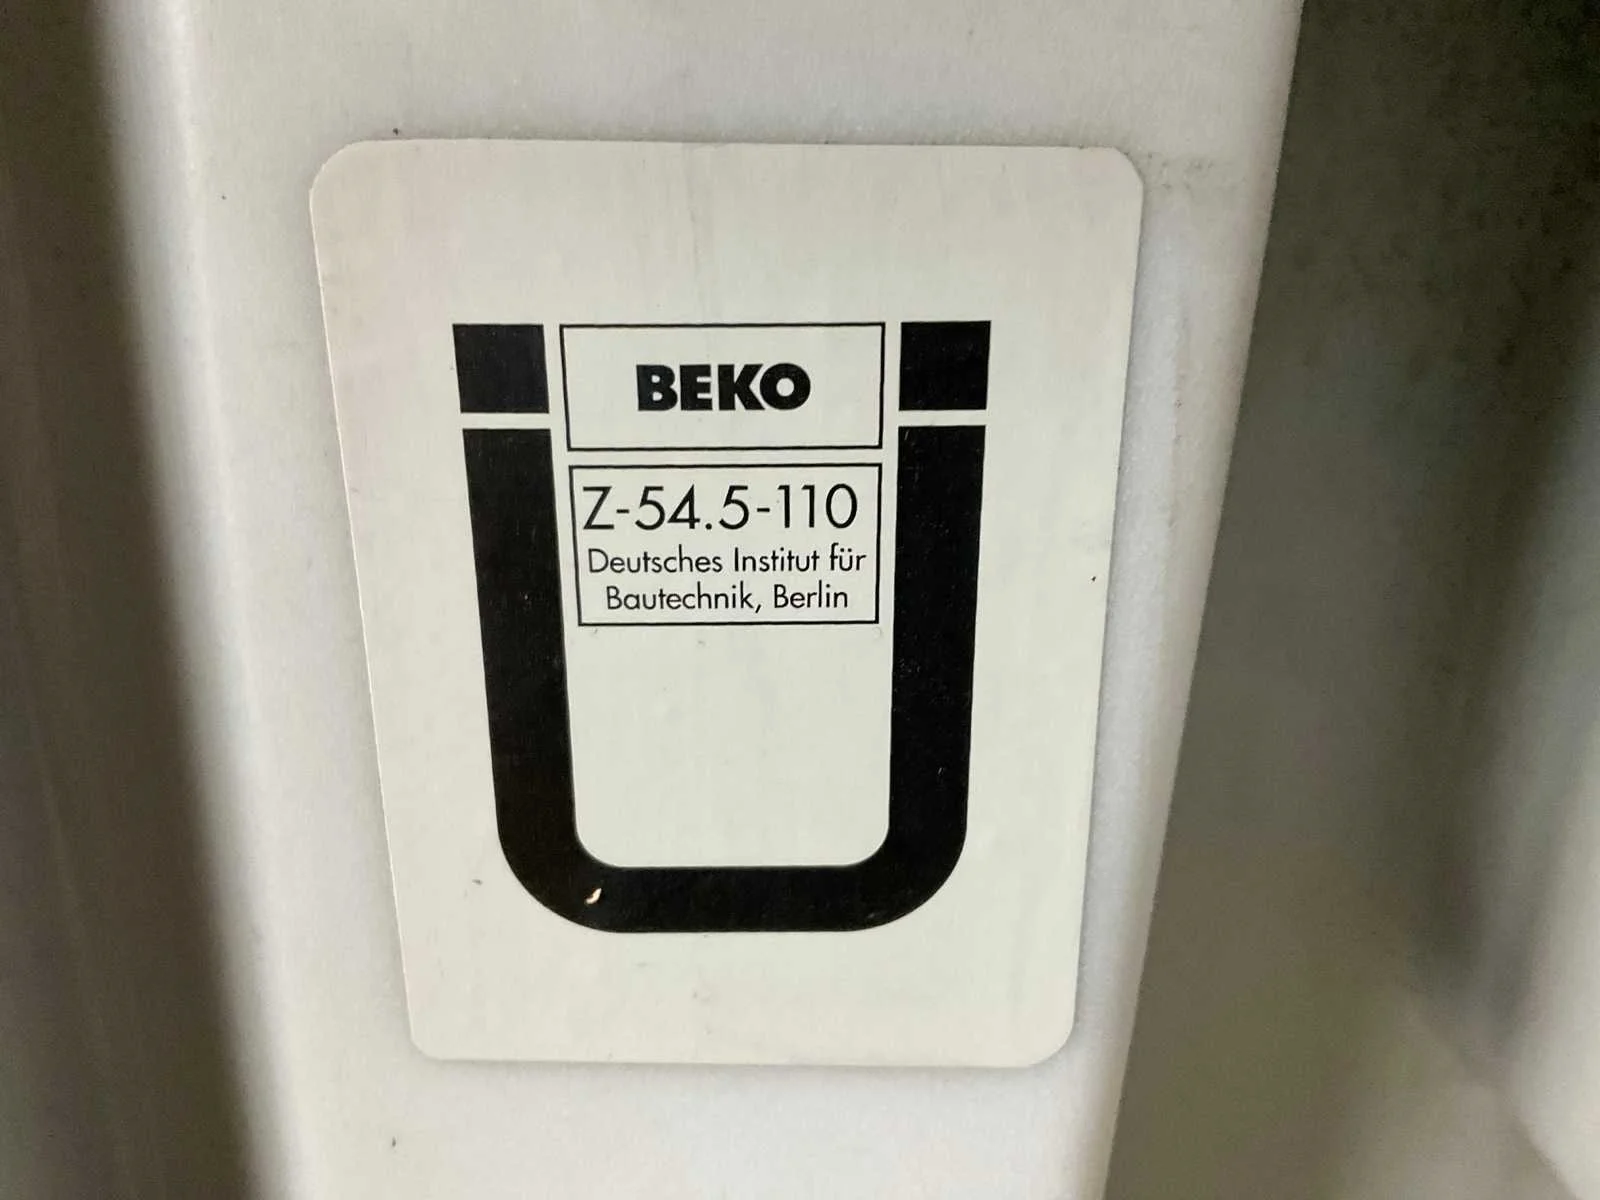 BEKO
Z-54.5-110
Deutsches Institut für
Bautechnik, Berlin